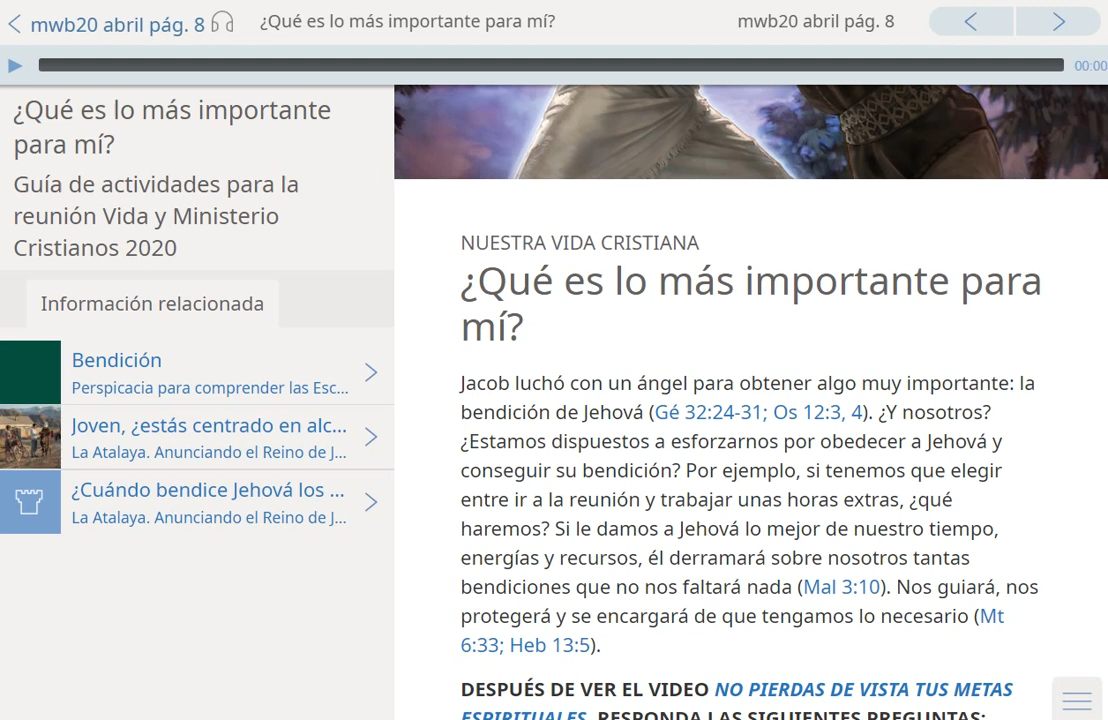 mwb20 abril pág. 8
¿Qué es lo más importante para mí?
mwb20 abril pág. 8
00:00
¿Qué es lo más importante
para mí?
Guía de actividades para la
reunión Vida y Ministerio
Cristianos 2020
Información relacionada
Bendición
Perspicacia para comprender las Esc...
Joven, ¿estás centrado en alc...
La Atalaya. Anunciando el Reino de J...
¿Cuándo bendice Jehová los ...
La Atalaya. Anunciando el Reino de J...
NUESTRA VIDA CRISTIANA
¿Qué es lo más importante para
mí?
Jacob luchó con un ángel para obtener algo muy importante: la
bendición de Jehová (Gé 32:24-31; Os 12:3, 4). ¿Y nosotros?
¿Estamos dispuestos a esforzarnos por obedecer a Jehová y
conseguir su bendición? Por ejemplo, si tenemos que elegir
entre ir a la reunión y trabajar unas horas extras, ¿qué
haremos? Si le damos a Jehová lo mejor de nuestro tiempo,
energías y recursos, él derramará sobre nosotros tantas
bendiciones que no nos faltará nada (Mal 3:10). Nos guiará, nos
protegerá y se encargará de que tengamos lo necesario (Mt
6:33; Heb 13:5).
DESPUÉS DE VER EL VIDEO NO PIERDAS DE VISTA TUS METAS
ESPIRITUALES, RESPONDA LAS SIGUIENTES PREGUNTAS: